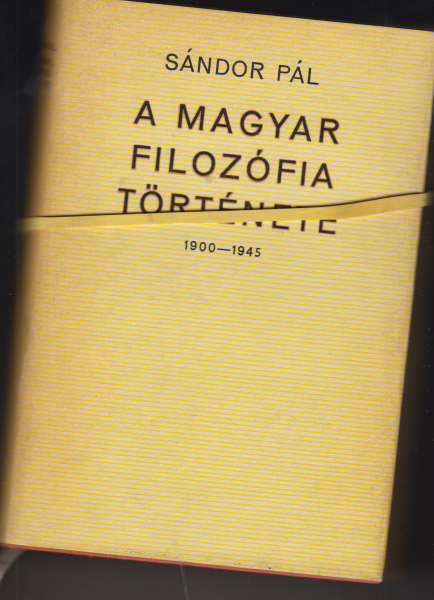 SÁNDOR PÁL
A MAGYAR
FILOZÓFIA
TÖRTÉNETE
1900—1945